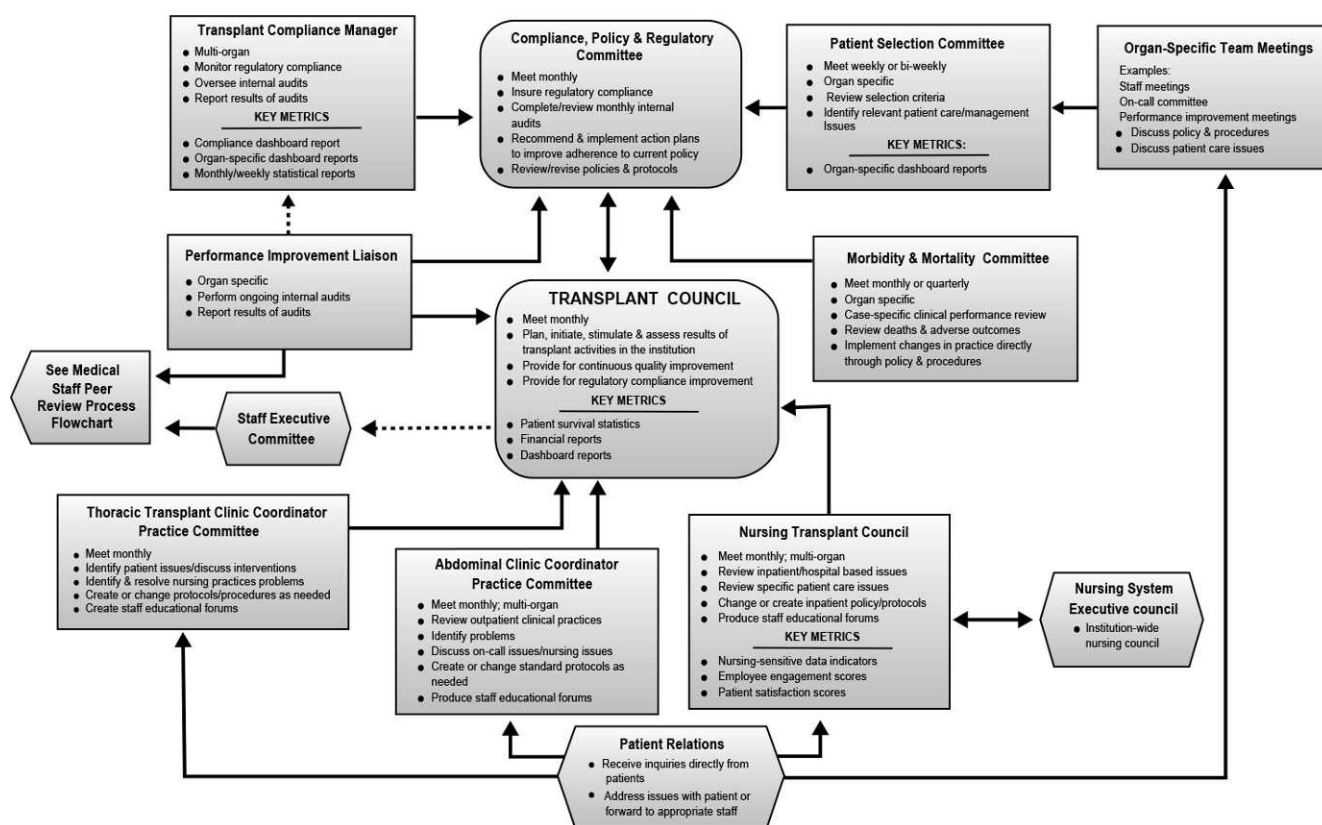 Transplant Compliance Manager
● Multi-organ
● Monitor regulatory compliance
● Oversee internal audits
● Report results of audits
KEY METRICS
● Compliance dashboard report
● Organ-specific dashboard reports
● Monthly/weekly statistical reports
Compliance, Policy & Regulatory
Committee
● Meet monthly
● Insure regulatory compliance
● Complete/review monthly internal
audits
● Recommend & implement action plans
to improve adherence to current policy
● Review/revise policies & protocols
Patient Selection Committee
● Meet weekly or bi-weekly
● Organ specific
● Review selection criteria
● Identify relevant patient care/management
Issues
KEY METRICS:
● Organ-specific dashboard reports
Organ-Specific Team Meetings
Examples:
Staff meetings
On-call committee
Performance improvement meetings
● Discuss policy & procedures
● Discuss patient care issues
Performance Improvement Liaison
● Organ specific
● Perform ongoing internal audits
● Report results of audits
TRANSPLANT COUNCIL
● Meet monthly
● Plan, initiate, stimulate & assess results of
transplant activities in the institution
● Provide for continuous quality improvement
● Provide for regulatory compliance improvement
KEY METRICS
● Patient survival statistics
● Financial reports
● Dashboard reports
Morbidity & Mortality Committee
● Meet monthly or quarterly
● Organ specific
● Case-specific clinical performance review
● Review deaths & adverse outcomes
● Implement changes in practice directly
through policy & procedures
See Medical
Staff Peer
Review Process
Flowchart
Staff Executive
Committee
Thoracic Transplant Clinic Coordinator
Practice Committee
● Meet monthly
● Identify patient issues/discuss interventions
● Identify & resolve nursing practices problems
● Create or change protocols/procedures as needed
● Create staff educational forums
Abdominal Clinic Coordinator
Practice Committee
● Meet monthly; multi-organ
● Review outpatient clinical practices
● Identify problems
● Discuss on-call issues/nursing issues
● Create or change standard protocols as
needed
● Produce staff educational forums
Nursing Transplant Council
● Meet monthly; multi-organ
● Review inpatient/hospital based issues
● Review specific patient care issues
● Change or create inpatient policy/protocols
● Produce staff educational forums
KEY METRICS
● Nursing-sensitive data indicators
● Employee engagement scores
● Patient satisfaction scores
Nursing System
Executive council
● Institution-wide
nursing council
Patient Relations
● Receive inquiries directly from
patients
● Address issues with patient or
forward to appropriate staff